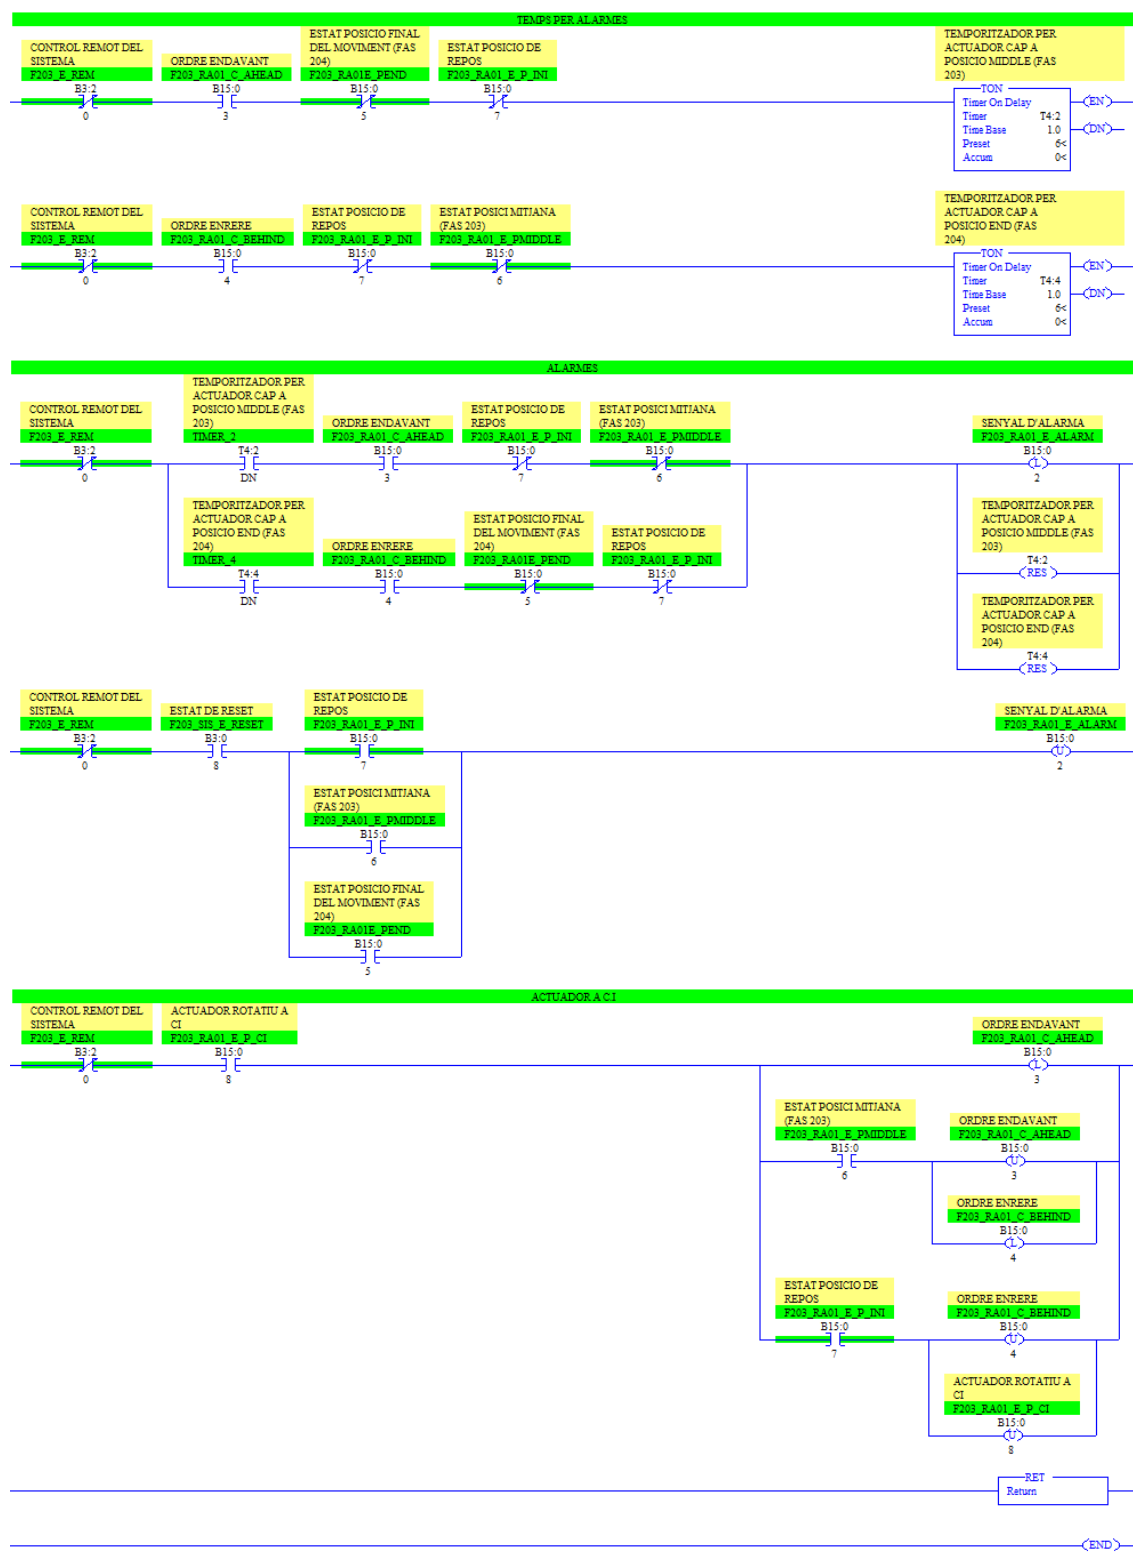 TEMPS PER ALARMES
CONTROL REMOT DEL
SISTEMA
F203_E_REM
B3:2
0
ORDRE ENDAVANT
F203_RA01_C_AHEAD
B15:0
3
ESTAT POSICIO FINAL
DEL MOVIMENT (FAS
204)
F203_RA01E_PEND
B15:0
5
ESTAT POSICIO DE
REPOS
F203_RA01_E_P_INI
B15:0
7
TEMPORITZADOR PER
ACTUADOR CAP A
POSICIO MIDDLE (FAS
203)
TON
Timer On Delay
Timer T4:2
Time Base 1.0
Preset 6<
Accum 0<
EN
DN
CONTROL REMOT DEL
SISTEMA
F203_E_REM
B3:2
0
ORDRE ENRERE
F203_RA01_C_BEHIND
B15:0
4
ESTAT POSICIO DE
REPOS
F203_RA01_E_P_INI
B15:0
7
ESTAT POSICI MITJANA
(FAS 203)
F203_RA01_E_PMIDDLE
B15:0
6
TEMPORITZADOR PER
ACTUADOR CAP A
POSICIO END (FAS
204)
TON
Timer On Delay
Timer T4:4
Time Base 1.0
Preset 6<
Accum 0<
EN
DN
ALARMES
CONTROL REMOT DEL
SISTEMA
F203_E_REM
B3:2
0
TEMPORITZADOR PER
ACTUADOR CAP A
POSICIO MIDDLE (FAS
203)
TIMER_2
T4:2
DN
ORDRE ENDAVANT
F203_RA01_C_AHEAD
B15:0
3
ESTAT POSICIO DE
REPOS
F203_RA01_E_P_INI
B15:0
7
ESTAT POSICI MITJANA
(FAS 203)
F203_RA01_E_PMIDDLE
B15:0
6
SENYAL D'ALARMA
F203_RA01_E_ALARM
B15:0
L
2
TEMPORITZADOR PER
ACTUADOR CAP A
POSICIO END (FAS
204)
TIMER_4
T4:4
DN
ORDRE ENRERE
F203_RA01_C_BEHIND
B15:0
4
ESTAT POSICIO FINAL
DEL MOVIMENT (FAS
204)
F203_RA01E_PEND
B15:0
5
ESTAT POSICIO DE
REPOS
F203_RA01_E_P_INI
B15:0
7
TEMPORITZADOR PER
ACTUADOR CAP A
POSICIO MIDDLE (FAS
203)
T4:2
RES
TEMPORITZADOR PER
ACTUADOR CAP A
POSICIO END (FAS
204)
T4:4
RES
CONTROL REMOT DEL
SISTEMA
F203_E_REM
B3:2
0
ESTAT DE RESET
F203_SIS_E_RESET
B3:0
8
ESTAT POSICIO DE
REPOS
F203_RA01_E_P_INI
B15:0
7
SENYAL D'ALARMA
F203_RA01_E_ALARM
B15:0
U
2
ESTAT POSICI MITJANA
(FAS 203)
F203_RA01_E_PMIDDLE
B15:0
6
ESTAT POSICIO FINAL
DEL MOVIMENT (FAS
204)
F203_RA01E_PEND
B15:0
5
ACTUADOR A C.I
CONTROL REMOT DEL
SISTEMA
F203_E_REM
B3:2
0
ACTUADOR ROTATIU A
CI
F203_RA01_E_P_CI
B15:0
8
ORDRE ENDAVANT
F203_RA01_C_AHEAD
B15:0
L
3
ESTAT POSICI MITJANA
(FAS 203)
F203_RA01_E_PMIDDLE
B15:0
6
ORDRE ENDAVANT
F203_RA01_C_AHEAD
B15:0
U
3
ORDRE ENRERE
F203_RA01_C_BEHIND
B15:0
L
4
ESTAT POSICIO DE
REPOS
F203_RA01_E_P_INI
B15:0
7
ORDRE ENRERE
F203_RA01_C_BEHIND
B15:0
U
4
ACTUADOR ROTATIU A
CI
F203_RA01_E_P_CI
B15:0
U
8
RET
Return
END